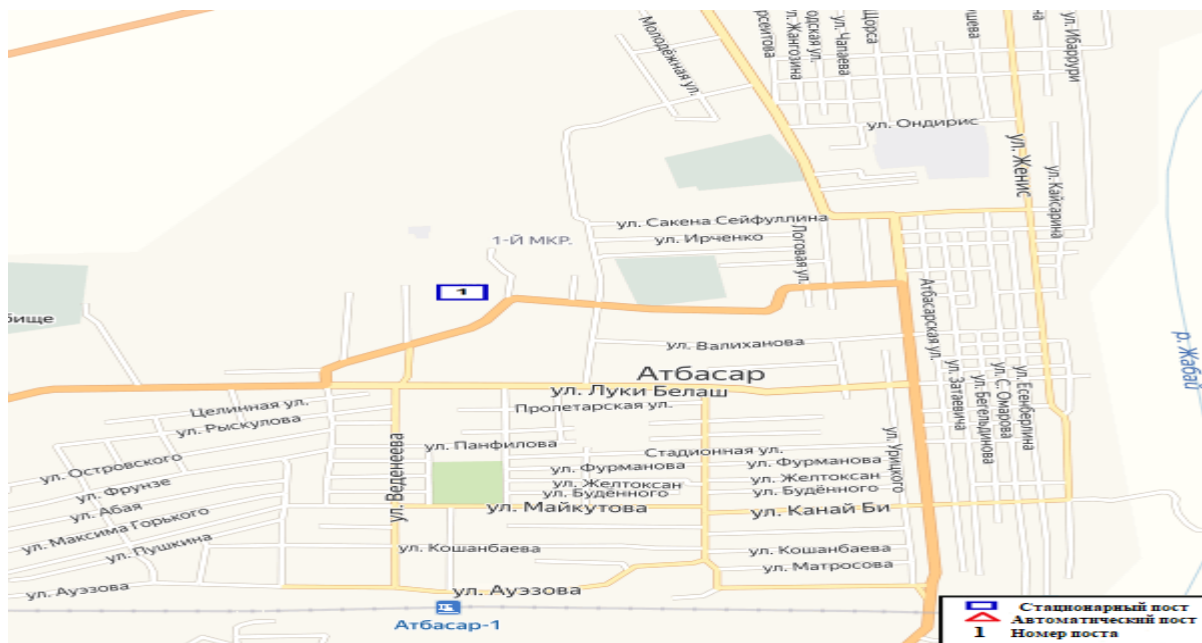 Молодёжная ул.
ул. Жангозина
ул. Чапаева
ул. Ибаррури
ул. Ондирис
ул. Женис
ул. Кайсарина
ул. Сакена Сейфуллина
1-Й МКР.
ул. Ирченко
Логовая ул.
1
бище
Атбасарская ул.
ул. Валиханова
р. Жабай
Атбасар
ул. Луки Белаш
ул. Затаевича
ул. Бегельдинова
ул. С. Омарова
ул. Есенберлина
Целинная ул.
Пролетарская ул.
ул. Рыскулова
ул. Панфилова
Стадионная ул.
ул. Урицкого
ул. Островского
ул. Веденеева
ул. Фурманова
ул. Фурманова
ул. Фрунзе
ул. Желтоксан
ул. Желтоксан
ул. Будённого
ул. Будённого
ул. Абая
ул. Майкутова
ул. Канай Би
ул. Максима Горького
ул. Пушкина
ул. Кошанбаева
ул. Кошанбаева
ул. Матросова
ул. Ауэзова
ул. Ауэзова
Атбасар-1
Стационарный пост
Автоматический пост
1 Номер поста